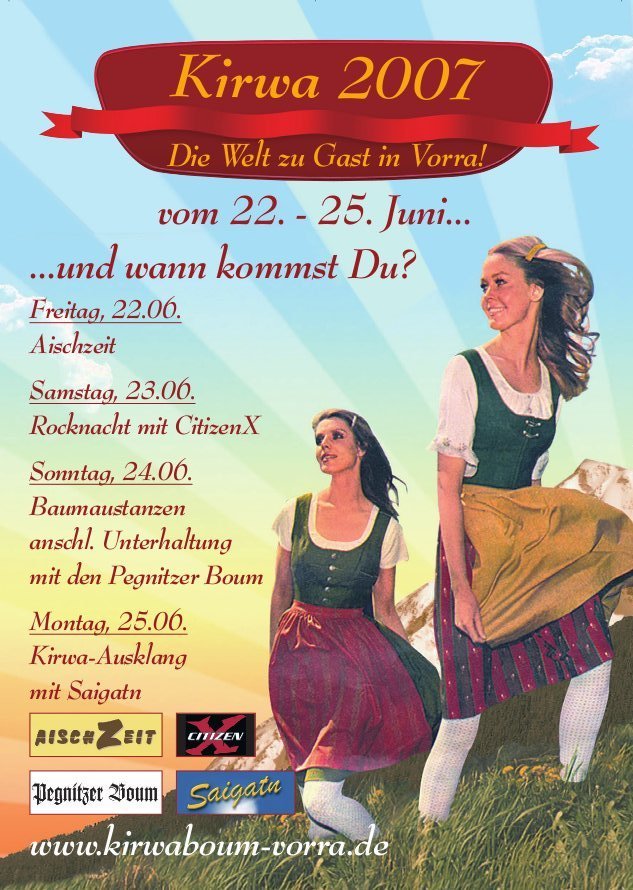 Kirwa 2007
Die Welt zu Gast in Vorra!
vom 22. - 25. Juni...
...und wann kommst Du?
Freitag, 22.06.
Aischzeit
Samstag, 23.06.
Rocknacht mit CitizenX
Sonntag, 24.06.
Baumaustanzen
anschl. Unterhaltung
mit den Pegnitzer Boum
Montag, 25.06.
Kirwa-Ausklang
mit Saigatn
AISCHZEIT
CITIZEN X
Pegnitzer Boum
Saigatn
www.kirwaboum-vorra.de